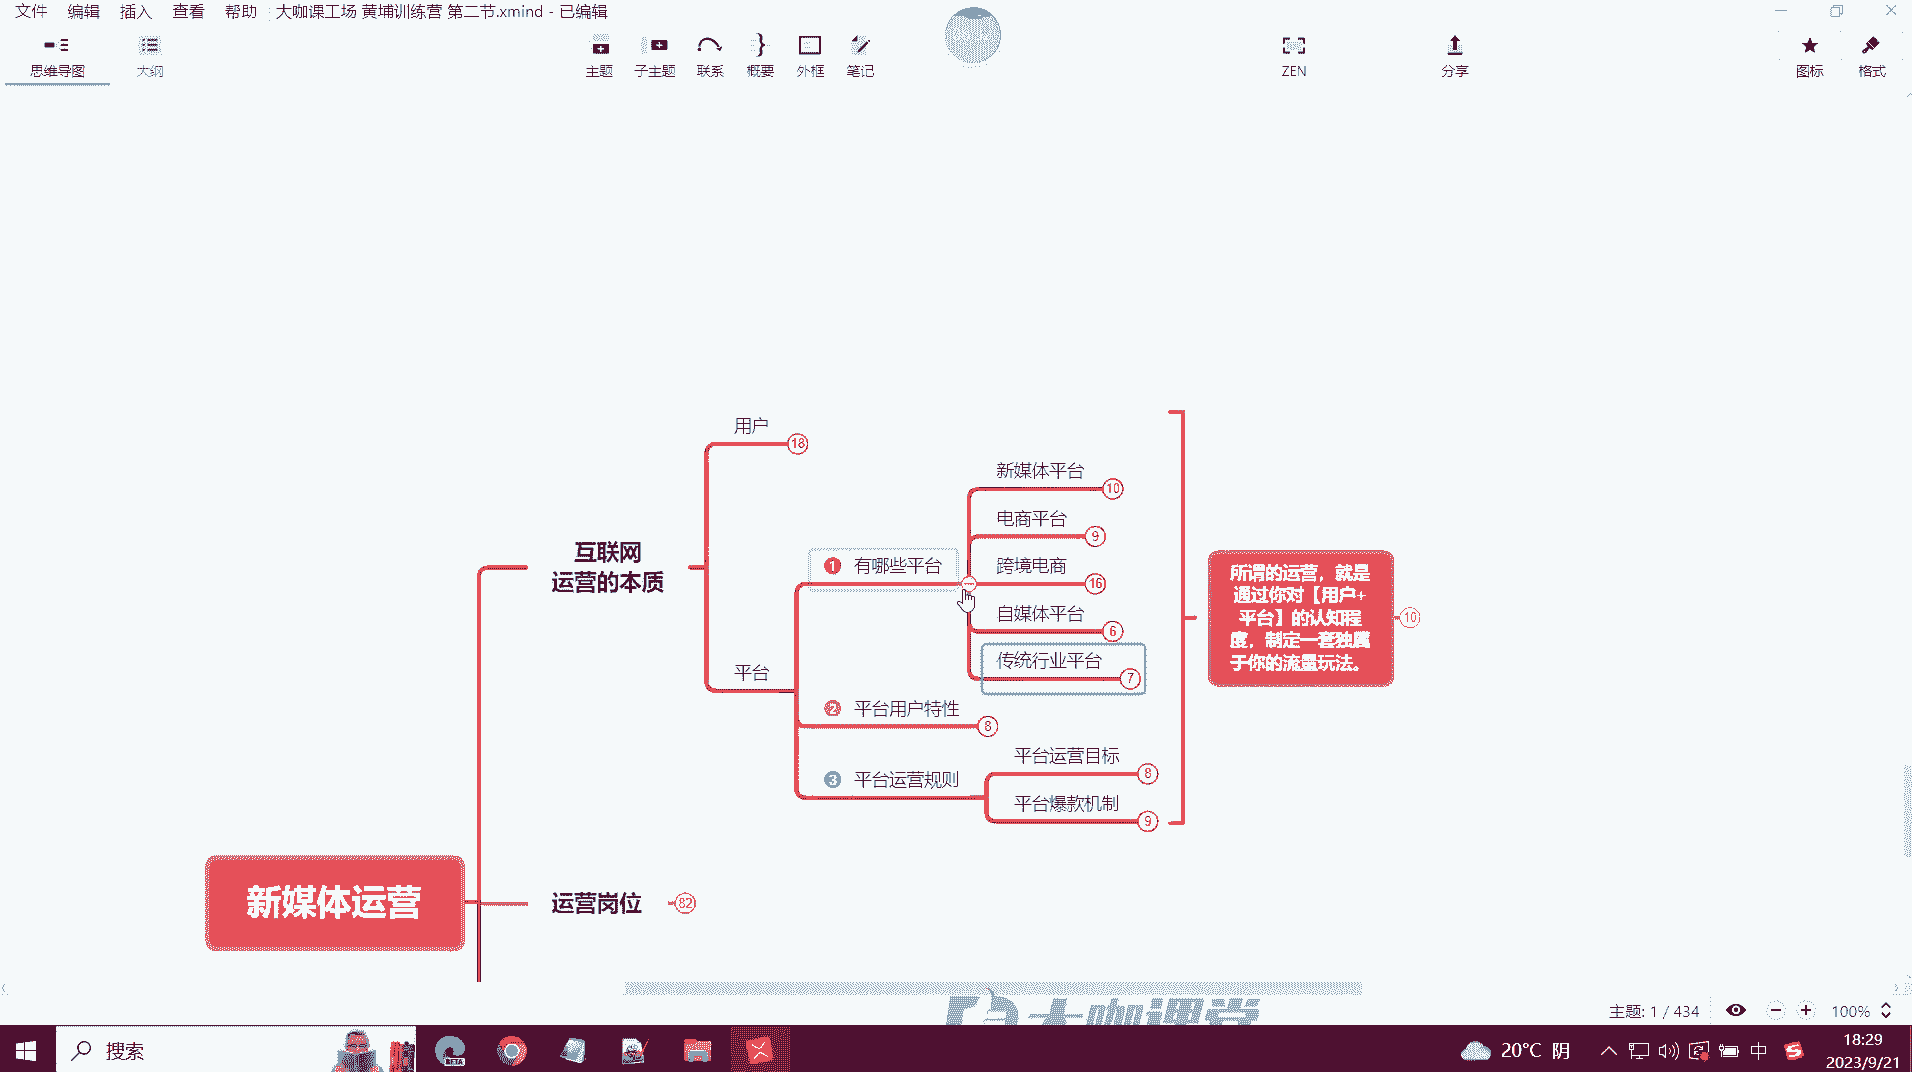 文件 编辑 插入 查看 帮助 大咖课工场 黄埔训练营 第二节.xmind - 已编辑
思维导图 大纲 主题 子主题 联系 概要 外框 笔记 ZEN 分享 图标 格式
用户 18
新媒体平台 10
电商平台 9
互联网
运营的本质
1 有哪些平台
跨境电商 16
自媒体平台 6
传统行业平台 7
平台
2 平台用户特性 8
平台运营目标 8
3 平台运营规则
平台爆款机制 9
所谓的运营，就是
通过你对【用户+
平台】的认知程
度，制定一套独属
于你的流量玩法。
10
新媒体运营
运营岗位 82
大咖课堂
主题: 1 / 434 100%
搜索
BETA
20°C 阴
中
18:29
2023/9/21